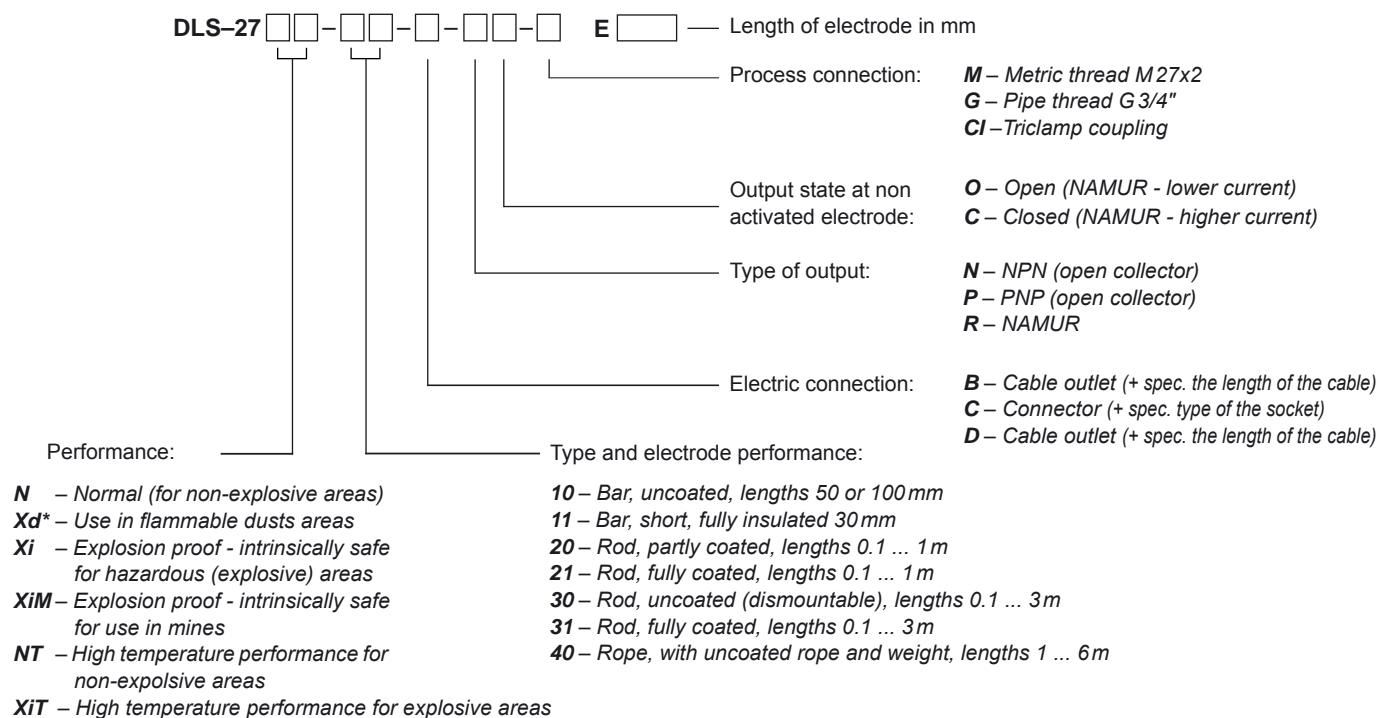 DLS–27 – – – – E Length of electrode in mm
Process connection: M – Metric thread M 27x2
G – Pipe thread G 3/4"
CI –Triclamp coupling
Output state at non activated electrode:
O – Open (NAMUR - lower current)
C – Closed (NAMUR - higher current)
Type of output: N – NPN (open collector)
P – PNP (open collector)
R – NAMUR
Electric connection: B – Cable outlet (+ spec. the length of the cable)
C – Connector (+ spec. type of the socket)
D – Cable outlet (+ spec. the length of the cable)
Performance:
N – Normal (for non-explosive areas)
Xd* – Use in flammable dusts areas
Xi – Explosion proof - intrinsically safe
for hazardous (explosive) areas
XiM – Explosion proof - intrinsically safe
for use in mines
NT – High temperature performance for
non-expolsive areas
XiT – High temperature performance for explosive areas
Type and electrode performance:
10 – Bar, uncoated, lengths 50 or 100 mm
11 – Bar, short, fully insulated 30 mm
20 – Rod, partly coated, lengths 0.1 ... 1 m
21 – Rod, fully coated, lengths 0.1 ... 1 m
30 – Rod, uncoated (dismountable), lengths 0.1 ... 3 m
31 – Rod, fully coated, lengths 0.1 ... 3 m
40 – Rope, with uncoated rope and weight, lengths 1 ... 6 m